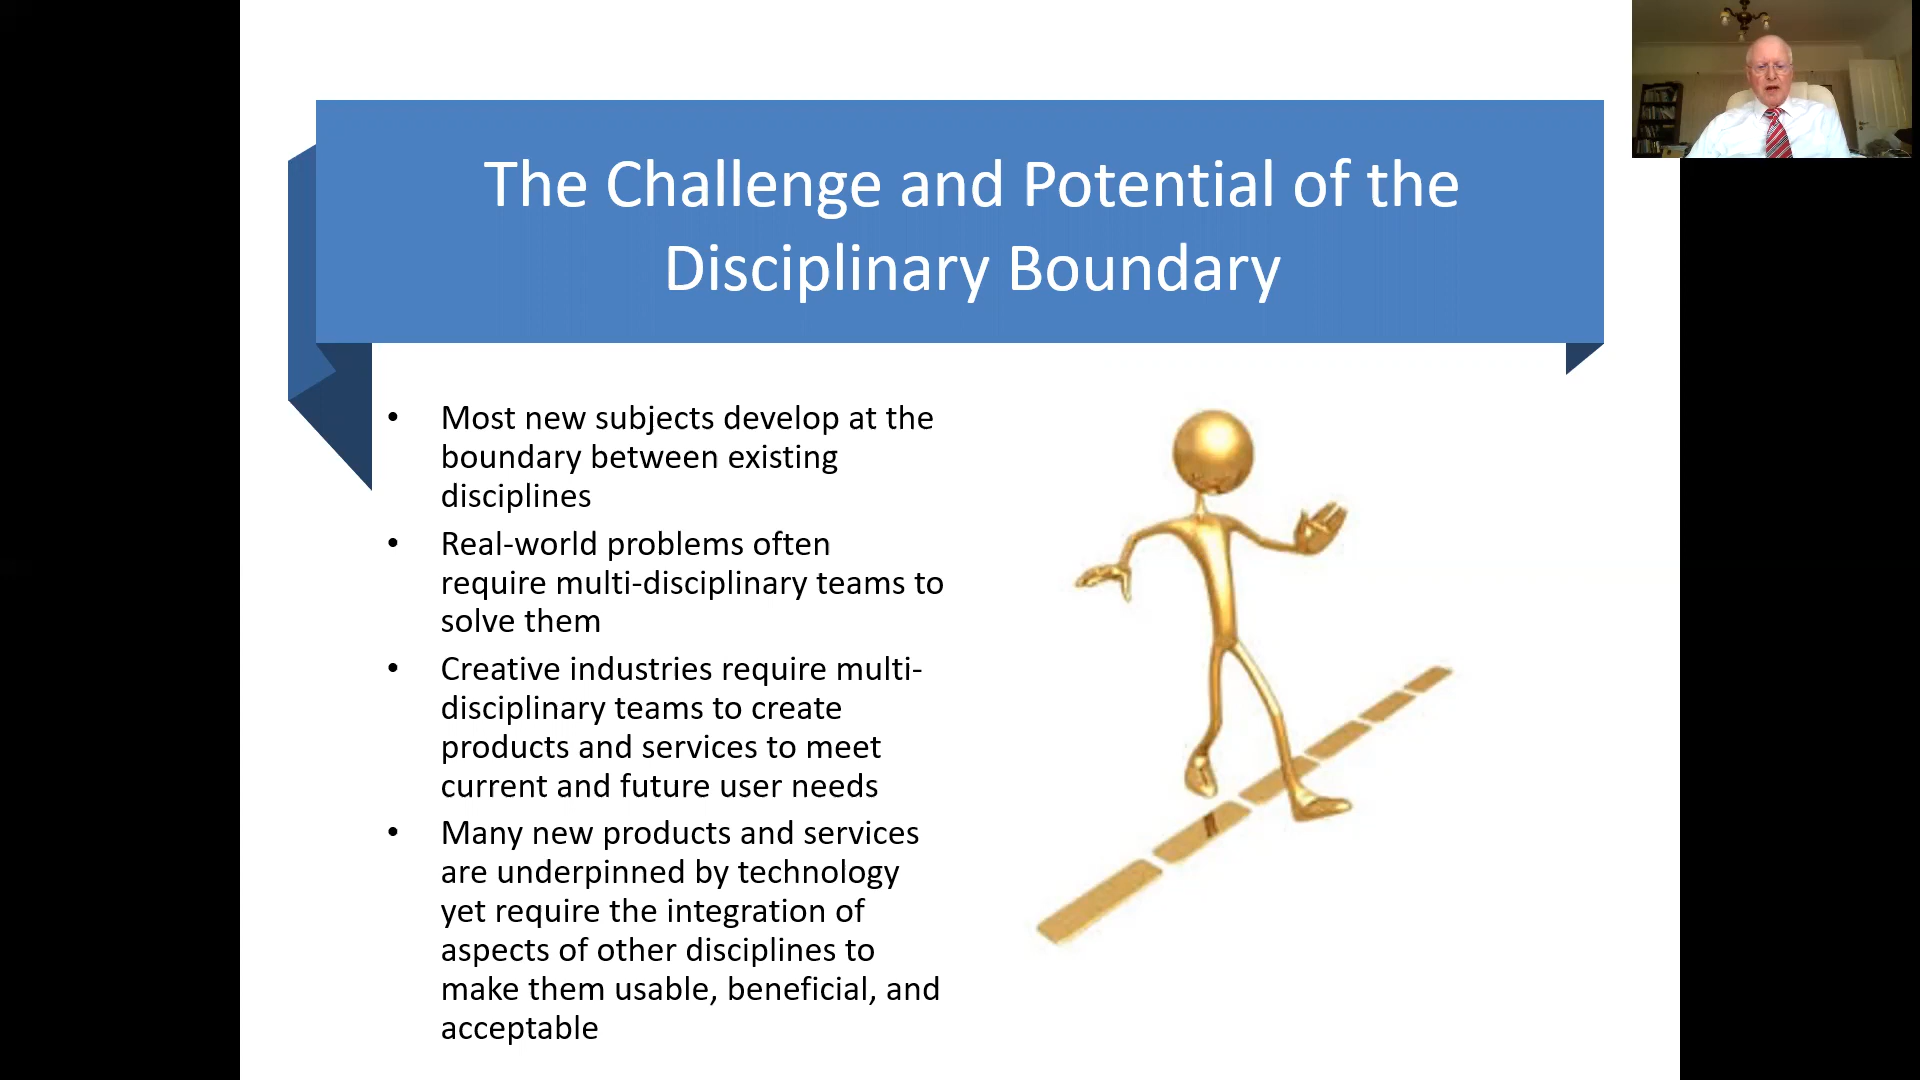 The Challenge and Potential of the
Disciplinary Boundary
• Most new subjects develop at the
boundary between existing
disciplines
• Real-world problems often
require multi-disciplinary teams to
solve them
• Creative industries require multi-
disciplinary teams to create
products and services to meet
current and future user needs
• Many new products and services
are underpinned by technology
yet require the integration of
aspects of other disciplines to
make them usable, beneficial, and
acceptable